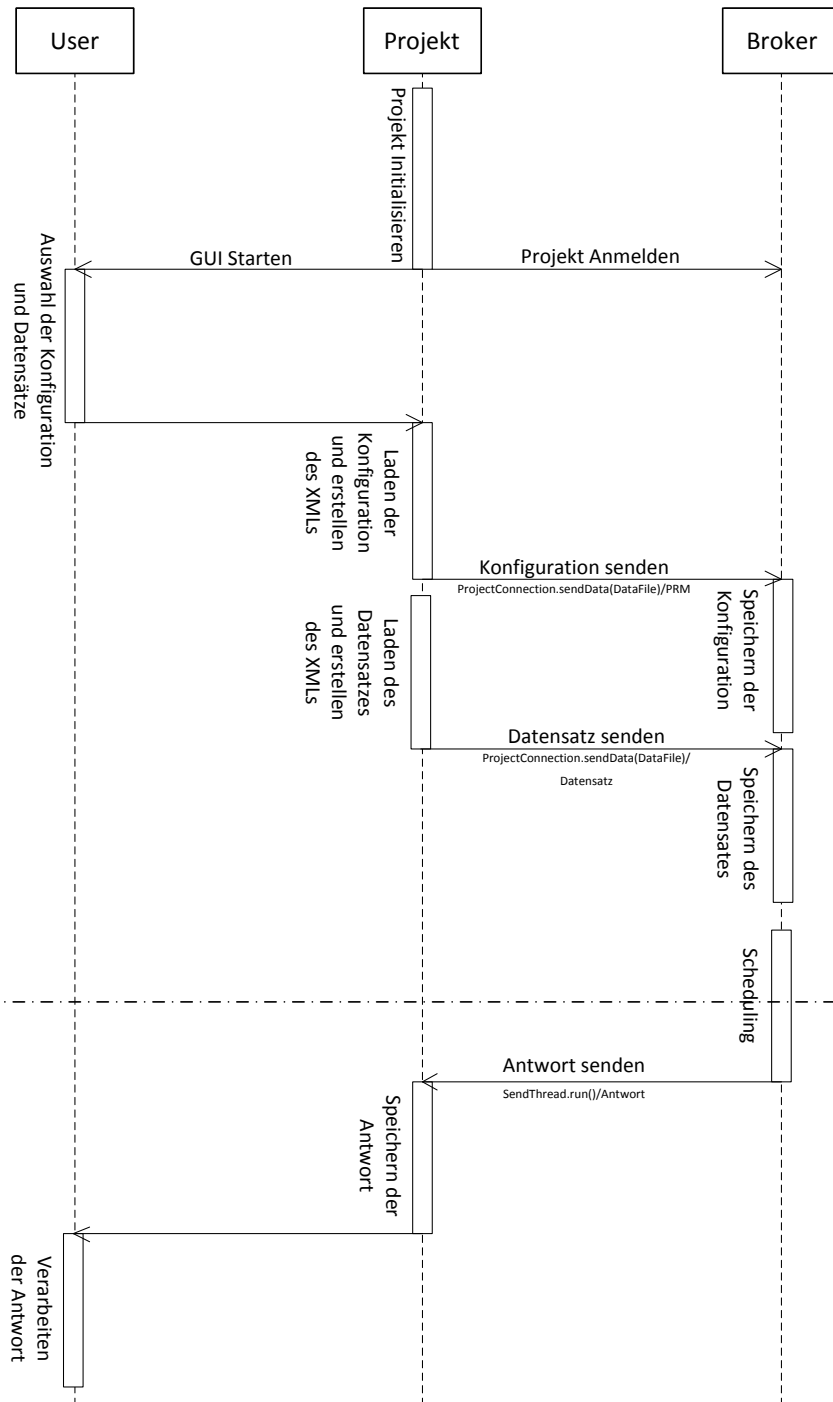 User
Projekt
Broker
Projekt Initialisieren
GUI Starten
Projekt Anmelden
Auswahl der Konfiguration
und Datensätze
Laden der
Konfiguration
und erstellen
des XMLs
Konfiguration senden
ProjectConnection.sendData(DataFile)/PRM
Speichern der
Konfiguration
Laden des
Datensatzes
und erstellen
des XMLs
Datensatz senden
ProjectConnection.sendData(DataFile)/
Datensatz
Speichern des
Datensates
Scheduling
Antwort senden
SendThread.run()/Antwort
Speichern der
Antwort
Verarbeiten
der Antwort